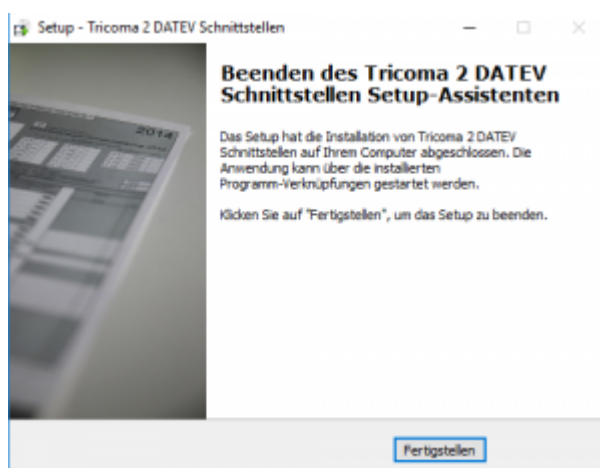 Setup - Tricoma 2 DATEV Schnittstellen
2014
Beenden des Tricoma 2 DATEV
Schnittstellen Setup-Assistenten
Das Setup hat die Installation von Tricoma 2 DATEV
Schnittstellen auf Ihrem Computer abgeschlossen. Die
Anwendung kann über die installierten
Programm-Verknüpfungen gestartet werden.
Klicken Sie auf "Fertigstellen", um das Setup zu beenden.
Fertigstellen